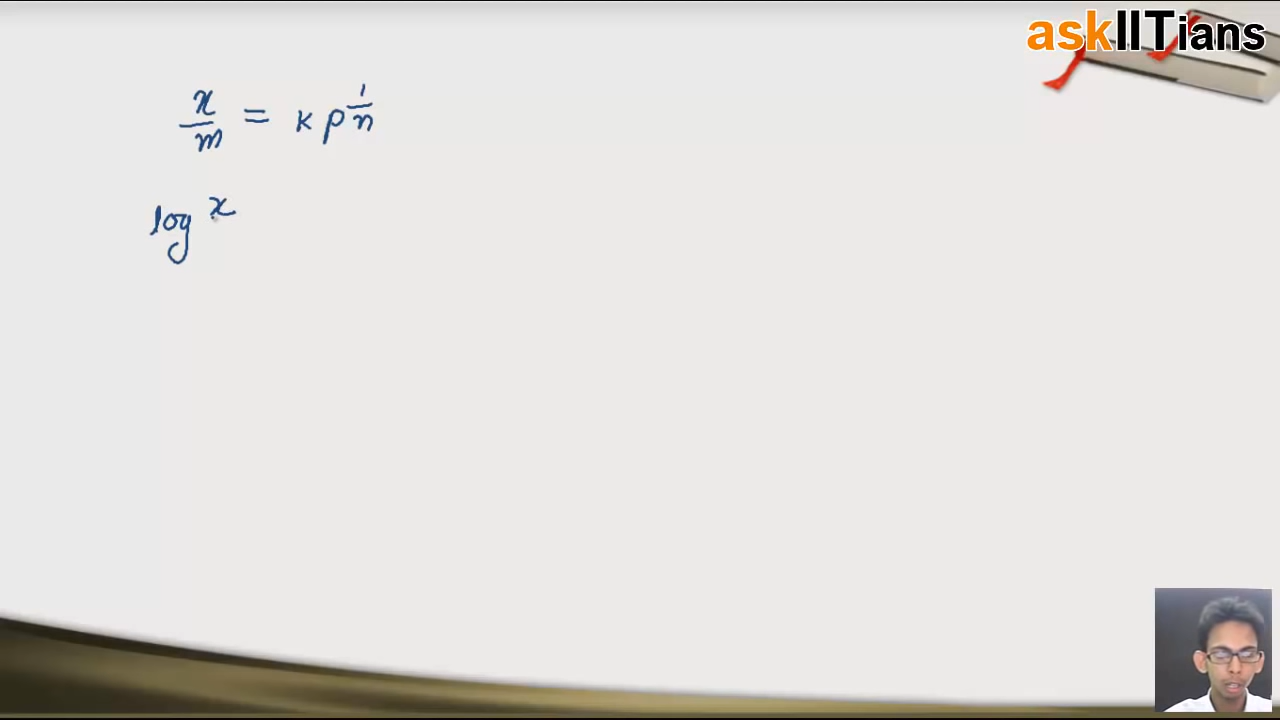 askIITians
x/m = K p^(1/n)
log x